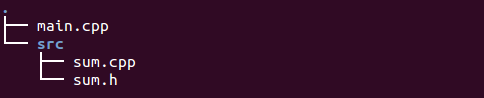 .
├── main.cpp
└── src
    ├── sum.cpp
    └── sum.h